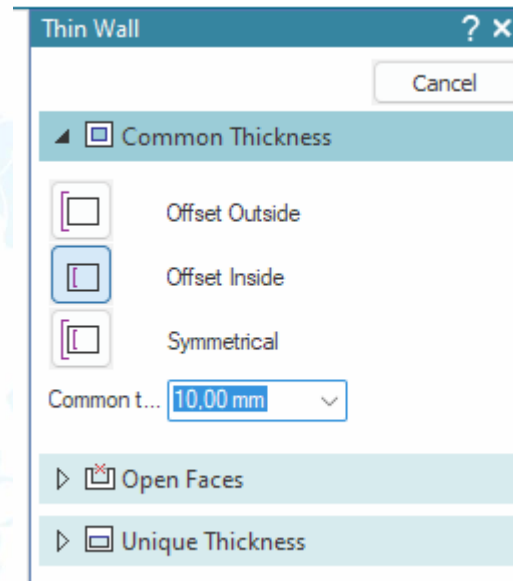 Thin Wall ? ×
Cancel
Common Thickness
Offset Outside
Offset Inside
Symmetrical
Common t... 10,00 mm
Open Faces
Unique Thickness